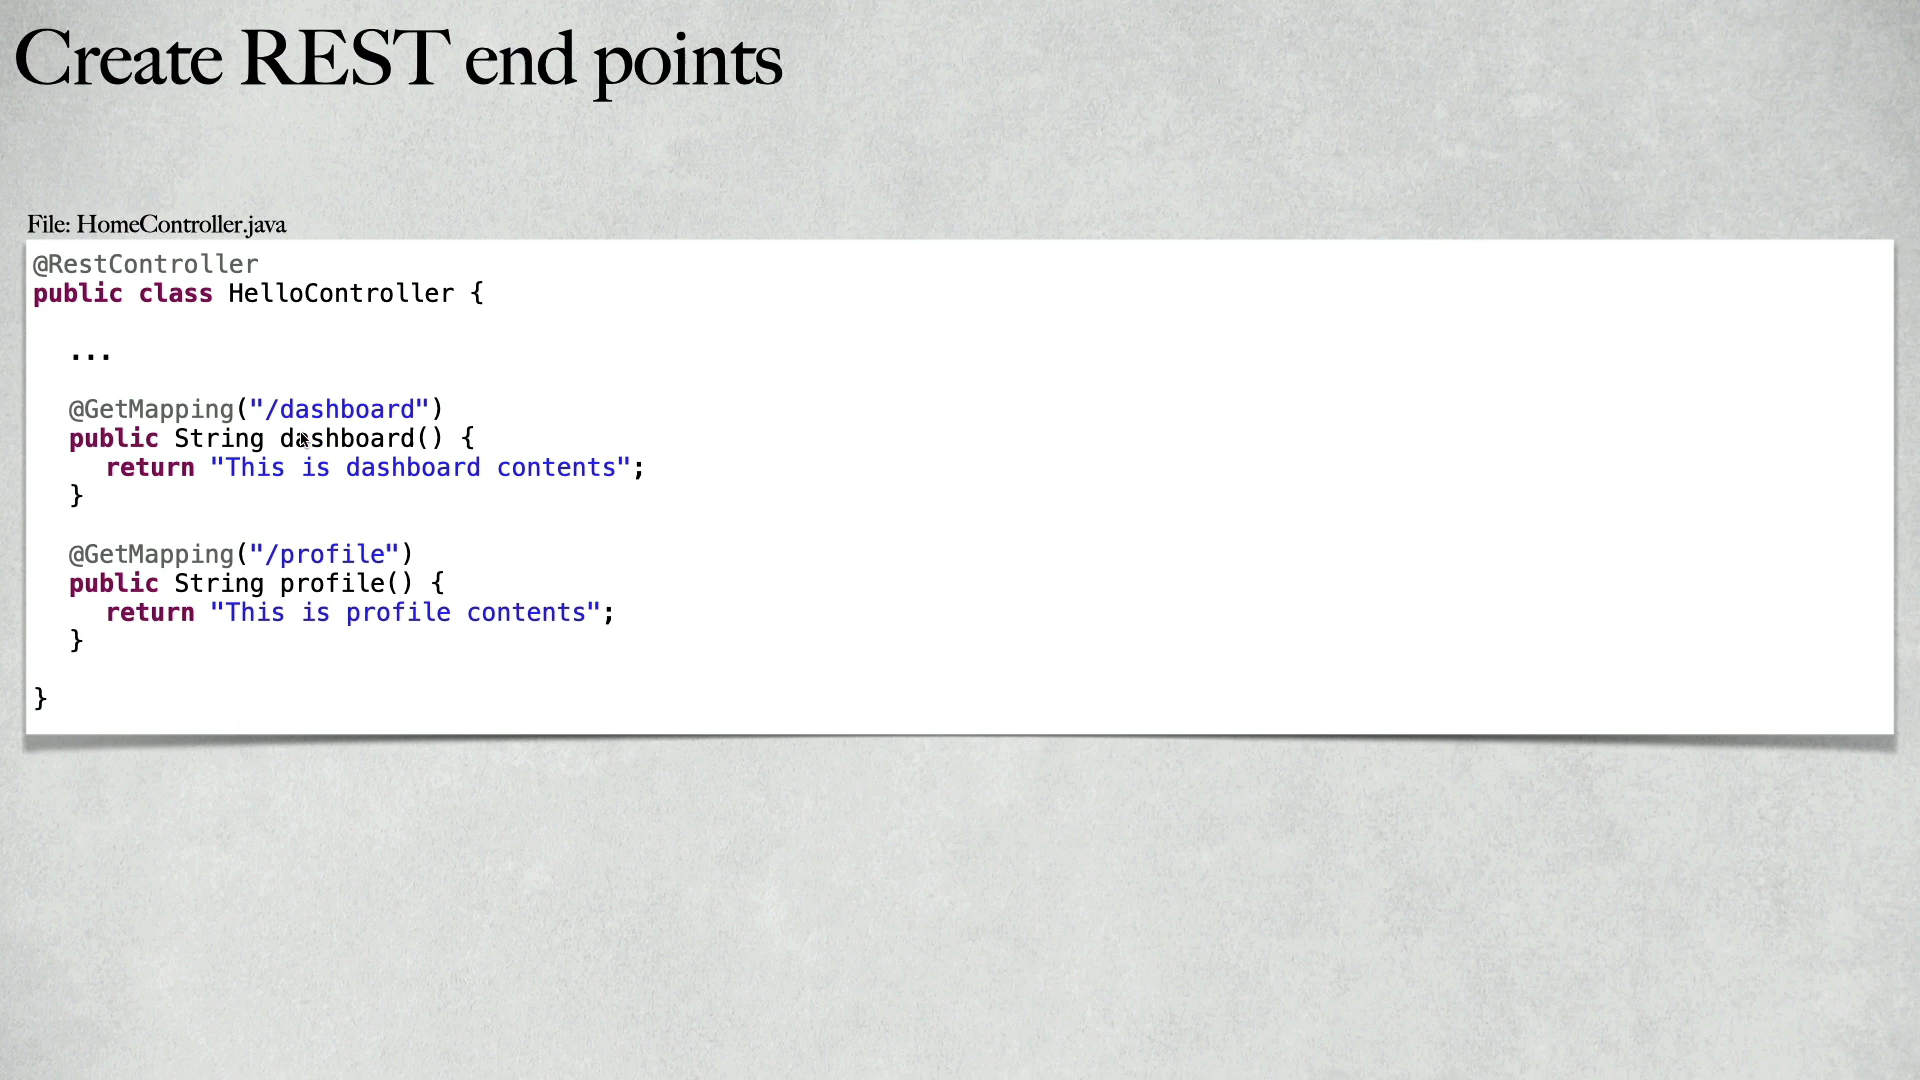 Create REST end points
File: HomeController.java
@RestController
public class HelloController {
...
@GetMapping("/dashboard")
public String dashboard() {
return "This is dashboard contents";
}
@GetMapping("/profile")
public String profile() {
return "This is profile contents";
}
}